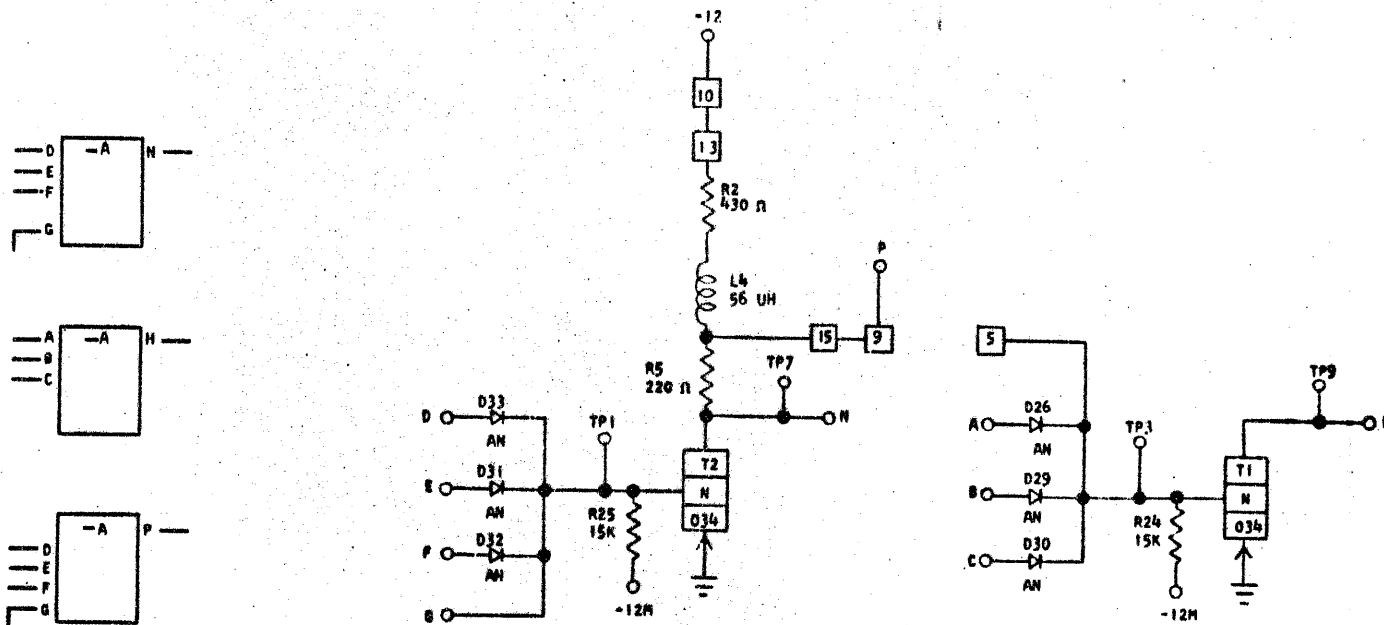 -12
10
13
R2
430 Ω
L4
56 UH
P
15
9
R5
220 Ω
TP7
N
T2
N
034
TP1
R25
15K
-12M
D
D33
AN
E
D31
AN
F
D32
AN
G
D
-A
N
E
F
G
A
-A
H
B
C
D
-A
P
E
F
G
5
A
D26
AN
B
D29
AN
C
D30
AN
TP3
R24
15K
-12M
TP9
T1
N
034